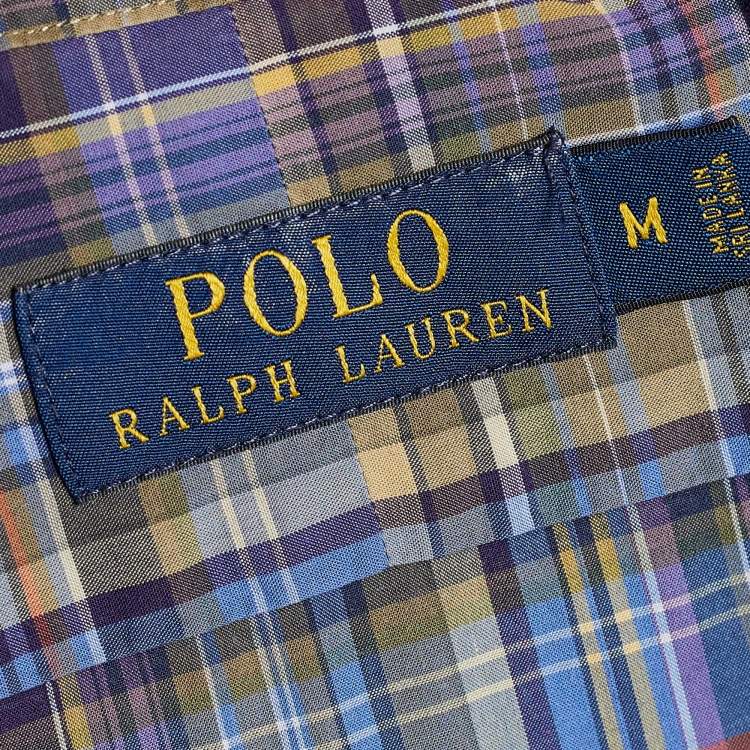 POLO
RALPH LAUREN
M
MADE IN
SRI LANKA